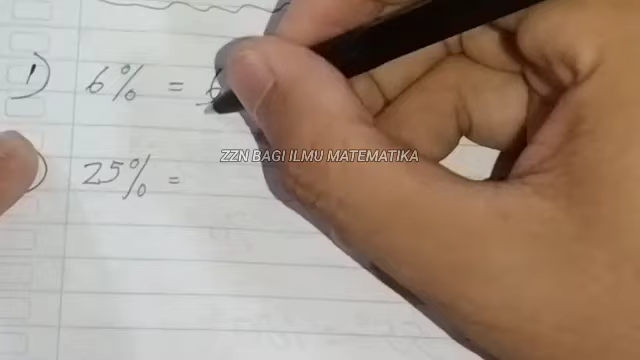 1) 6% =
ZZN BAGI ILMU MATEMATIKA
) 25% =